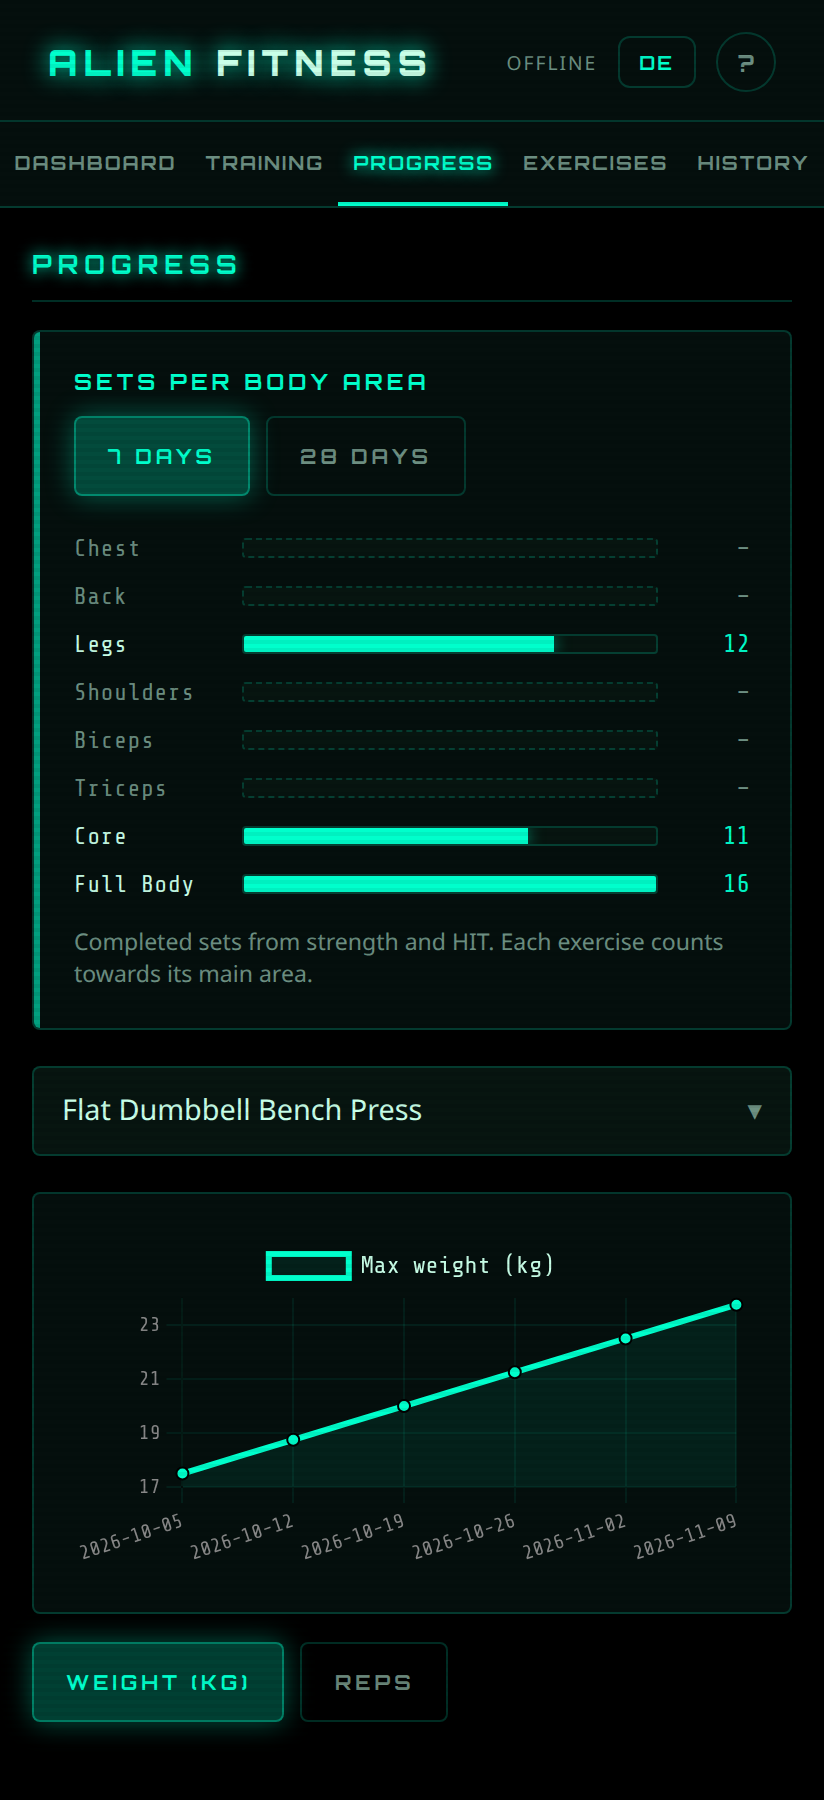 ALIEN FITNESS OFFLINE DE ?
DASHBOARD TRAINING PROGRESS EXERCISES HISTORY
PROGRESS
SETS PER BODY AREA
7 DAYS 28 DAYS
Chest –
Back –
Legs 12
Shoulders –
Biceps –
Triceps –
Core 11
Full Body 16
Completed sets from strength and HIT. Each exercise counts
towards its main area.
Flat Dumbbell Bench Press ▼
Max weight (kg)
23
21
19
17
2026-10-05 2026-10-12 2026-10-19 2026-10-26 2026-11-02 2026-11-09
WEIGHT (KG) REPS